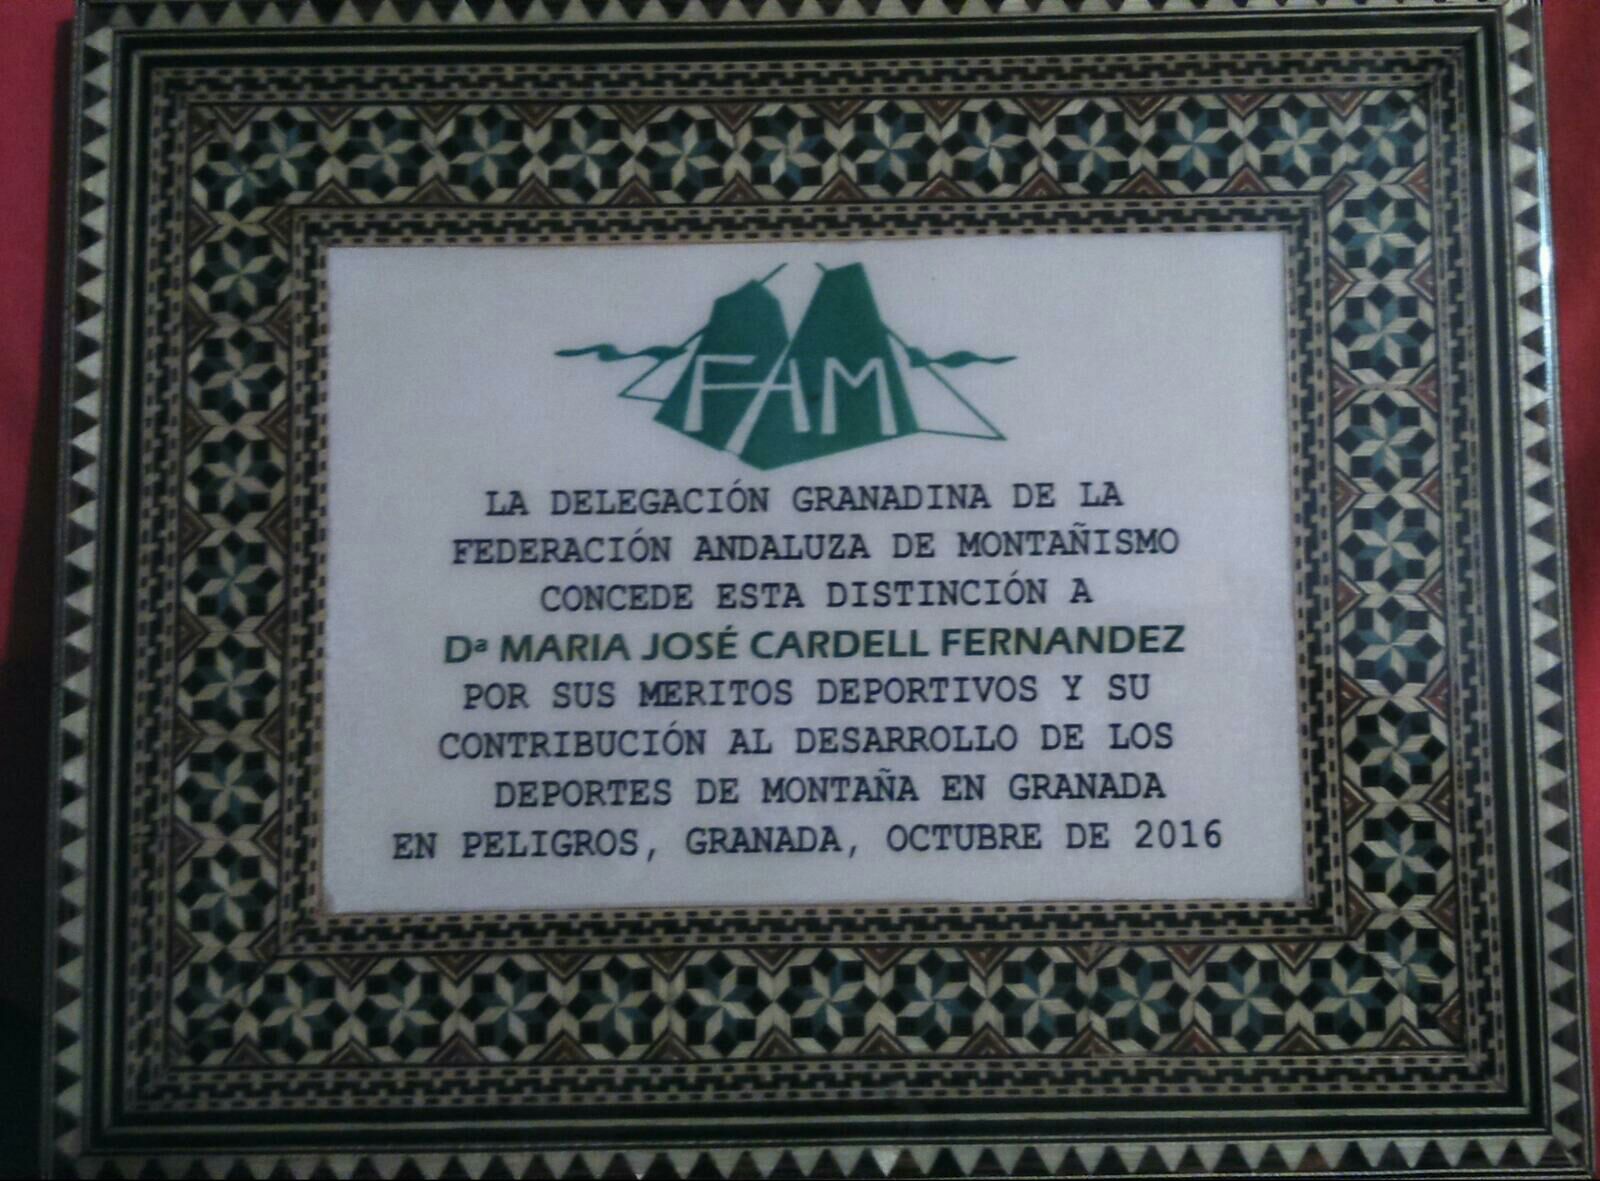 FAM
LA DELEGACIÓN GRANADINA DE LA
FEDERACIÓN ANDALUZA DE MONTAÑISMO
CONCEDE ESTA DISTINCIÓN A
Dª MARIA JOSÉ CARDELL FERNANDEZ
POR SUS MERITOS DEPORTIVOS Y SU
CONTRIBUCIÓN AL DESARROLLO DE LOS
DEPORTES DE MONTAÑA EN GRANADA
EN PELIGROS, GRANADA, OCTUBRE DE 2016